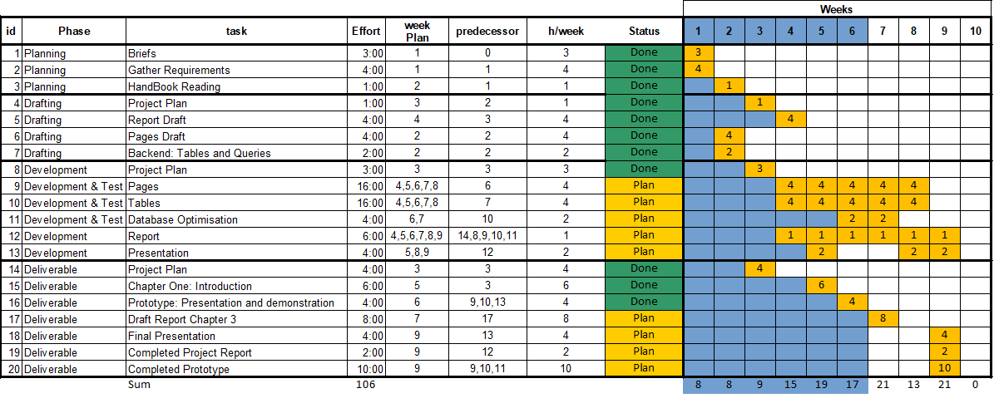 Weeks
id Phase task Effort week Plan predecessor h/week Status 1 2 3 4 5 6 7 8 9 10
1 Planning Briefs 3:00 1 0 3 Done 3
2 Planning Gather Requirements 4:00 1 1 4 Done 4
3 Planning HandBook Reading 1:00 2 1 1 Done 1
4 Drafting Project Plan 1:00 3 2 1 Done 1
5 Drafting Report Draft 4:00 4 3 4 Done 4
6 Drafting Pages Draft 4:00 2 2 4 Done 4
7 Drafting Backend: Tables and Queries 2:00 2 2 2 Done 2
8 Development Project Plan 3:00 3 3 3 Done 3
9 Development & Test Pages 16:00 4,5,6,7,8 6 4 Plan 4 4 4 4 4
10 Development & Test Tables 16:00 4,5,6,7,8 7 4 Plan 4 4 4 4 4
11 Development & Test Database Optimisation 4:00 6,7 10 2 Plan 2 2
12 Development Report 6:00 4,5,6,7,8,9 14,8,9,10,11 1 Plan 1 1 1 1 1 1
13 Development Presentation 4:00 5,8,9 12 2 Plan 2 2 2
14 Deliverable Project Plan 4:00 3 3 4 Done 4
15 Deliverable Chapter One: Introduction 6:00 5 3 6 Done 6
16 Deliverable Prototype: Presentation and demonstration 4:00 6 9,10,13 4 Done 4
17 Deliverable Draft Report Chapter 3 8:00 7 17 8 Plan 8
18 Deliverable Final Presentation 4:00 9 13 4 Plan 4
19 Deliverable Completed Project Report 2:00 9 12 2 Plan 2
20 Deliverable Completed Prototype 10:00 9 9,10,11 10 Plan 10
Sum 106 8 8 9 15 19 17 21 13 21 0